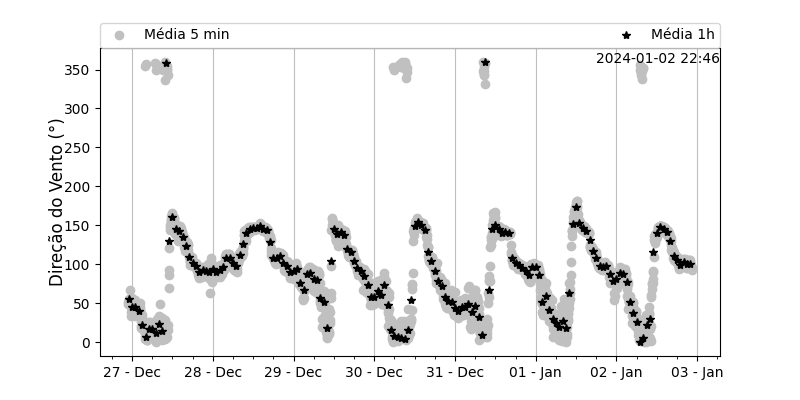 Média 5 min
Média 1h
2024-01-02 22:46
Direção do Vento (°)
350
300
250
200
150
100
50
0
27 - Dec
28 - Dec
29 - Dec
30 - Dec
31 - Dec
01 - Jan
02 - Jan
03 - Jan